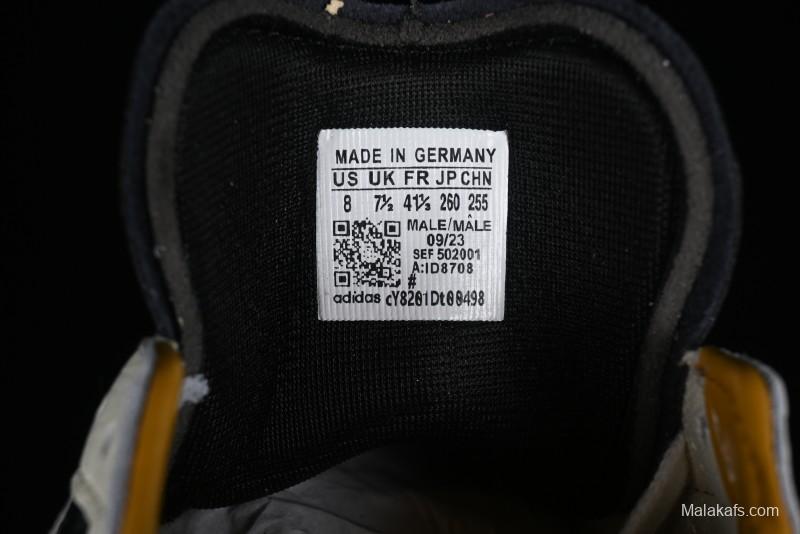 MADE IN GERMANY
US UK FR JP CHN
8 7½ 41⅓ 260 255
MALE/MÂLE
09/23
SEF 502001
A:ID8708
#
adidas cY8201Dt00498
Malakafs.com